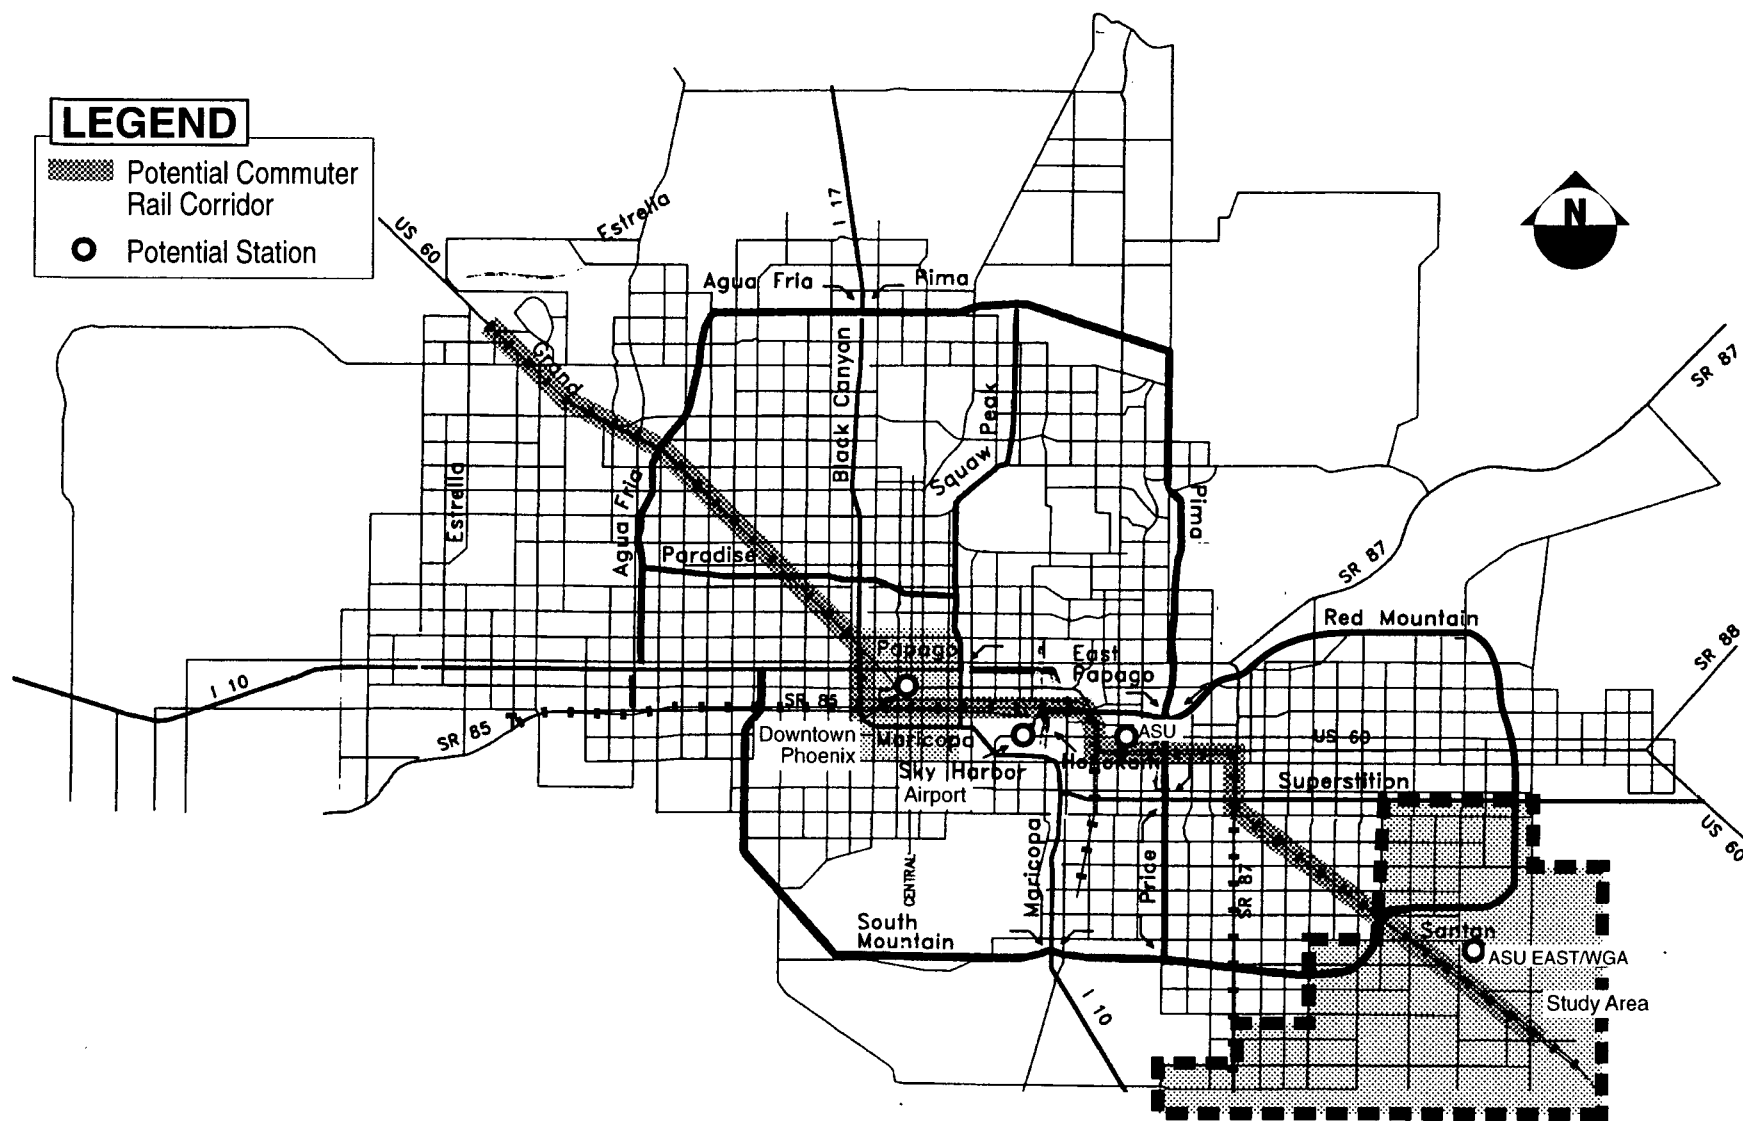 LEGEND
Potential Commuter
Rail Corridor
Potential Station
N
US 60
Estrella
I 17
Agua Fria
Pima
Grand
Black Canyon
Squaw Peak
SR 87
Estrella
Agua Fria
Pima
Paradise
SR 87
Red Mountain
SR 88
Papago
East
Papago
I 10
SR 85
SR 85
Downtown
Phoenix
Maricopa
ASU
US 60
Sky Harbor
Airport
Hohokam
Superstition
US 60
CENTRAL
Maricopa
Price
SR 87
South
Mountain
Santan
ASU EAST/WGA
Study Area
I 10